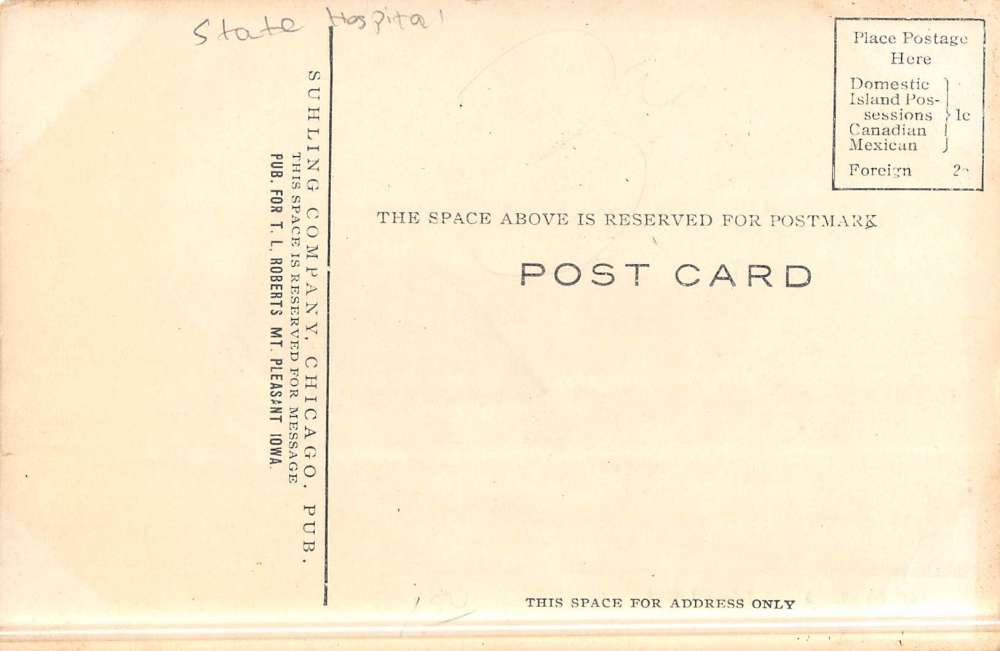 State Hospital
Place Postage
Here
Domestic
Island Pos-
sessions
Canadian
Mexican
1c
Foreign 2c
SUHLING COMPANY, CHICAGO, PUB.
THIS SPACE IS RESERVED FOR MESSAGE
PUB. FOR T. L. ROBERTS MT. PLEASANT IOWA.
THE SPACE ABOVE IS RESERVED FOR POSTMARK
POST CARD
THIS SPACE FOR ADDRESS ONLY